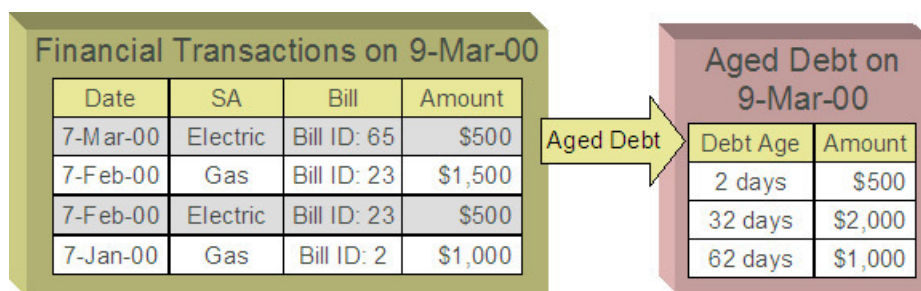 Financial Transactions on 9-Mar-00
Date SA Bill Amount
7-Mar-00 Electric Bill ID: 65 $500
7-Feb-00 Gas Bill ID: 23 $1,500
7-Feb-00 Electric Bill ID: 23 $500
7-Jan-00 Gas Bill ID: 2 $1,000
Aged Debt
Aged Debt on
9-Mar-00
Debt Age Amount
2 days $500
32 days $2,000
62 days $1,000